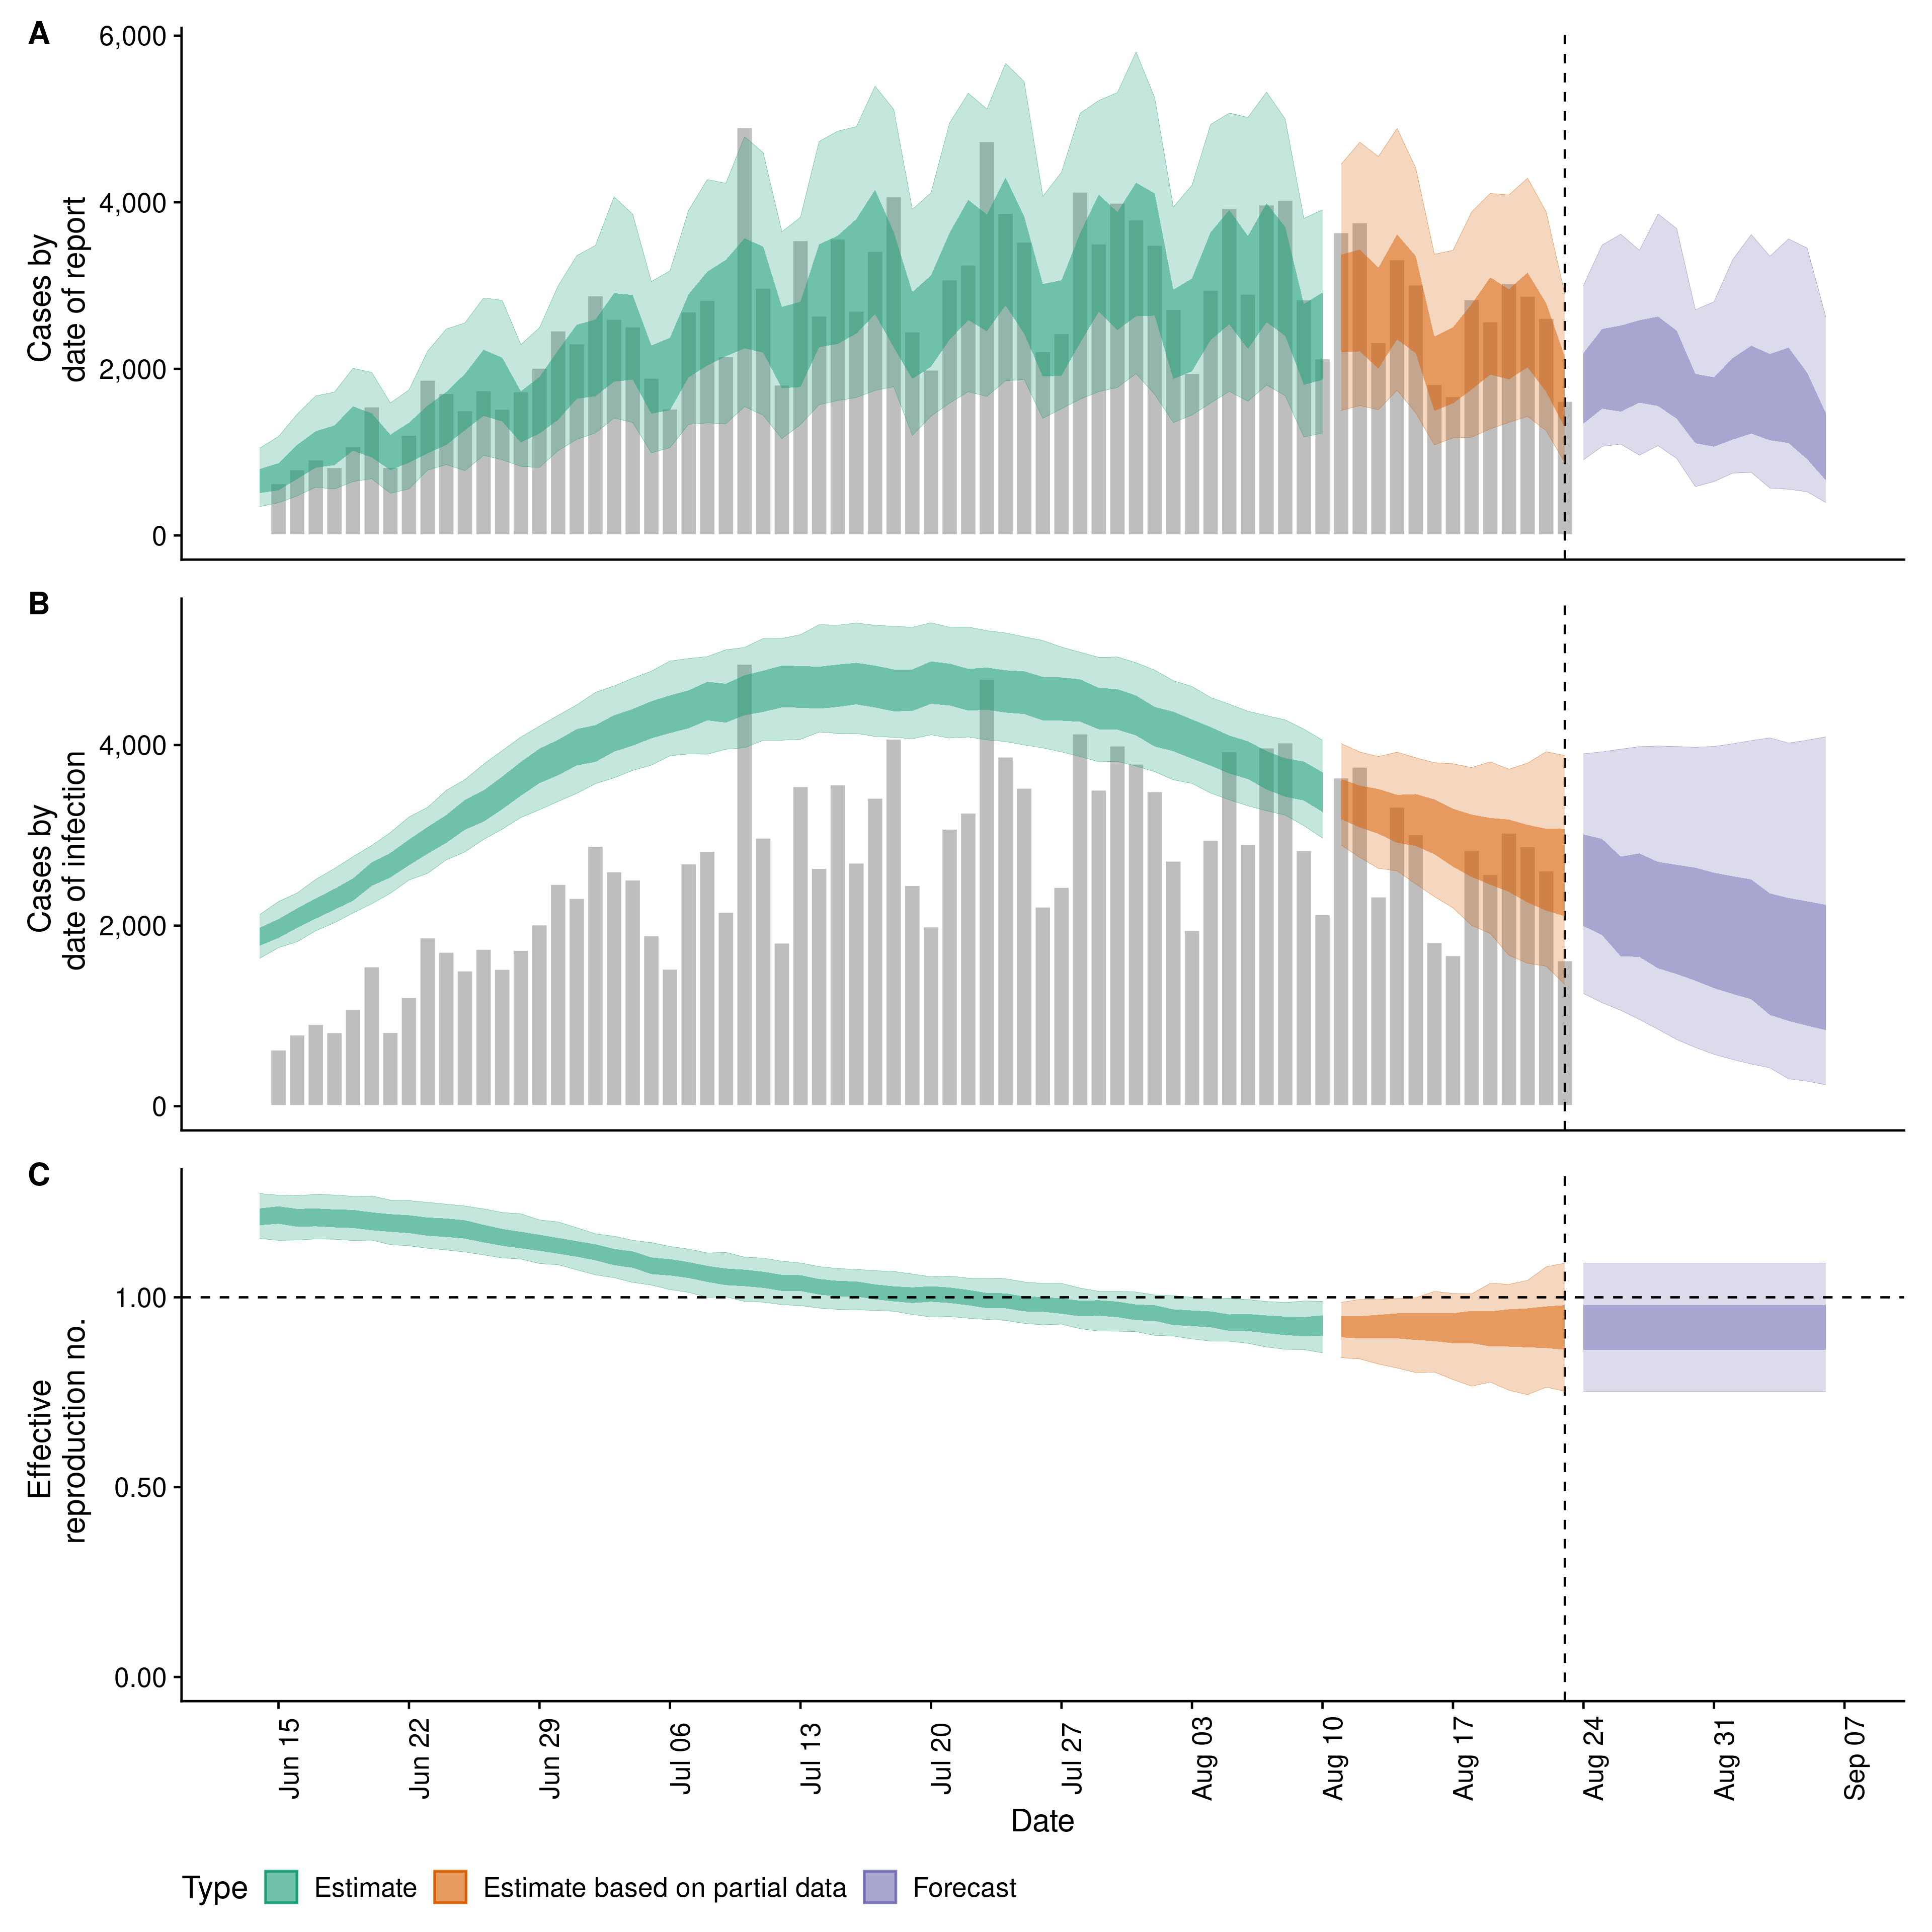 A
Cases by
date of report
6,000
4,000
2,000
0
B
Cases by
date of infection
4,000
2,000
0
C
Effective
reproduction no.
1.00
0.50
0.00
Jun 15
Jun 22
Jun 29
Jul 06
Jul 13
Jul 20
Jul 27
Aug 03
Aug 10
Aug 17
Aug 24
Aug 31
Sep 07
Date
Type Estimate Estimate based on partial data Forecast